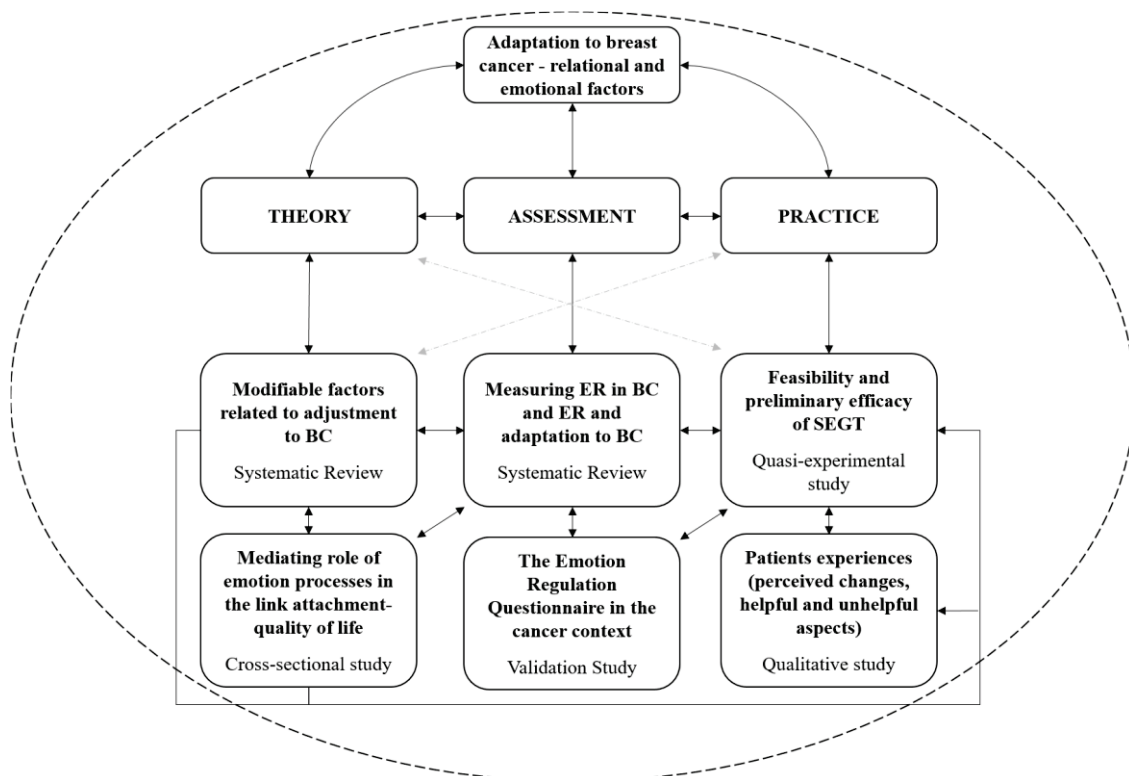 Adaptation to breast
cancer - relational and
emotional factors
THEORY
ASSESSMENT
PRACTICE
Modifiable factors
related to adjustment
to BC
Systematic Review
Measuring ER in BC
and ER and
adaptation to BC
Systematic Review
Feasibility and
preliminary efficacy
of SEGT
Quasi-experimental
study
Mediating role of
emotion processes in
the link attachment-
quality of life
Cross-sectional study
The Emotion
Regulation
Questionnaire in the
cancer context
Validation Study
Patients experiences
(perceived changes,
helpful and unhelpful
aspects)
Qualitative study